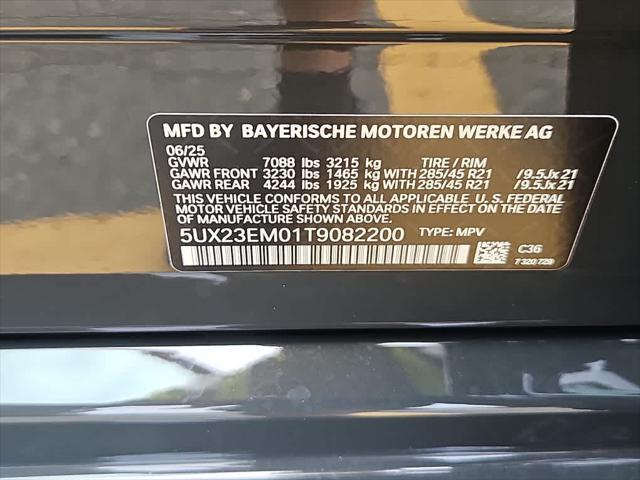 MFD BY BAYERISCHE MOTOREN WERKE AG
06/25
GVWR 7088 lbs 3215 kg TIRE / RIM
GAWR FRONT 3230 lbs 1465 kg WITH 285/45 R21 /9.5Jx21
GAWR REAR 4244 lbs 1925 kg WITH 285/45 R21 /9.5Jx21
THIS VEHICLE CONFORMS TO ALL APPLICABLE U.S. FEDERAL
MOTOR VEHICLE SAFETY STANDARDS IN EFFECT ON THE DATE OF
MANUFACTURE SHOWN ABOVE.
5UX23EM01T9082200 TYPE: MPV
C36
7 320 729